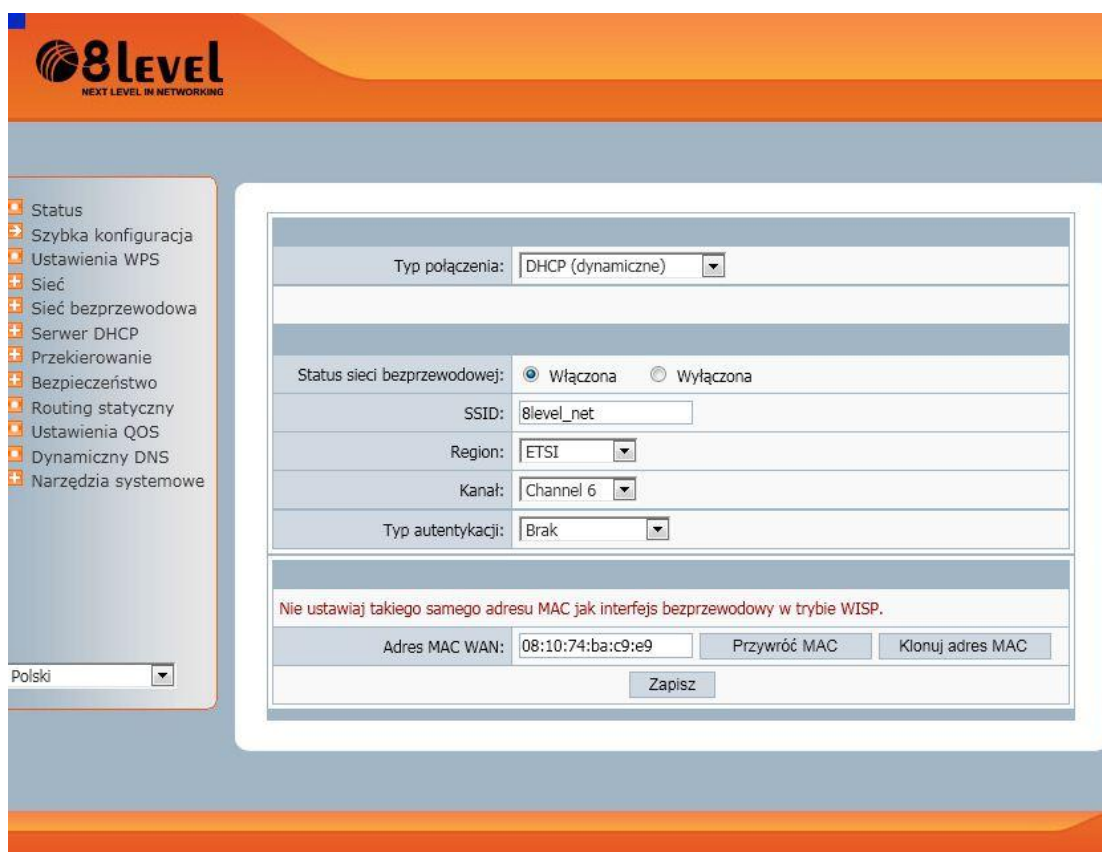 8level
NEXT LEVEL IN NETWORKING
Status
Szybka konfiguracja
Ustawienia WPS
Sieć
Sieć bezprzewodowa
Serwer DHCP
Przekierowanie
Bezpieczeństwo
Routing statyczny
Ustawienia QOS
Dynamiczny DNS
Narzędzia systemowe
Polski
Typ połączenia: DHCP (dynamiczne)
Status sieci bezprzewodowej: Włączona Wyłączona
SSID: 8level_net
Region: ETSI
Kanał: Channel 6
Typ autentykacji: Brak
Nie ustawiaj takiego samego adresu MAC jak interfejs bezprzewodowy w trybie WISP.
Adres MAC WAN: 08:10:74:ba:c9:e9 Przywróć MAC Klonuj adres MAC
Zapisz